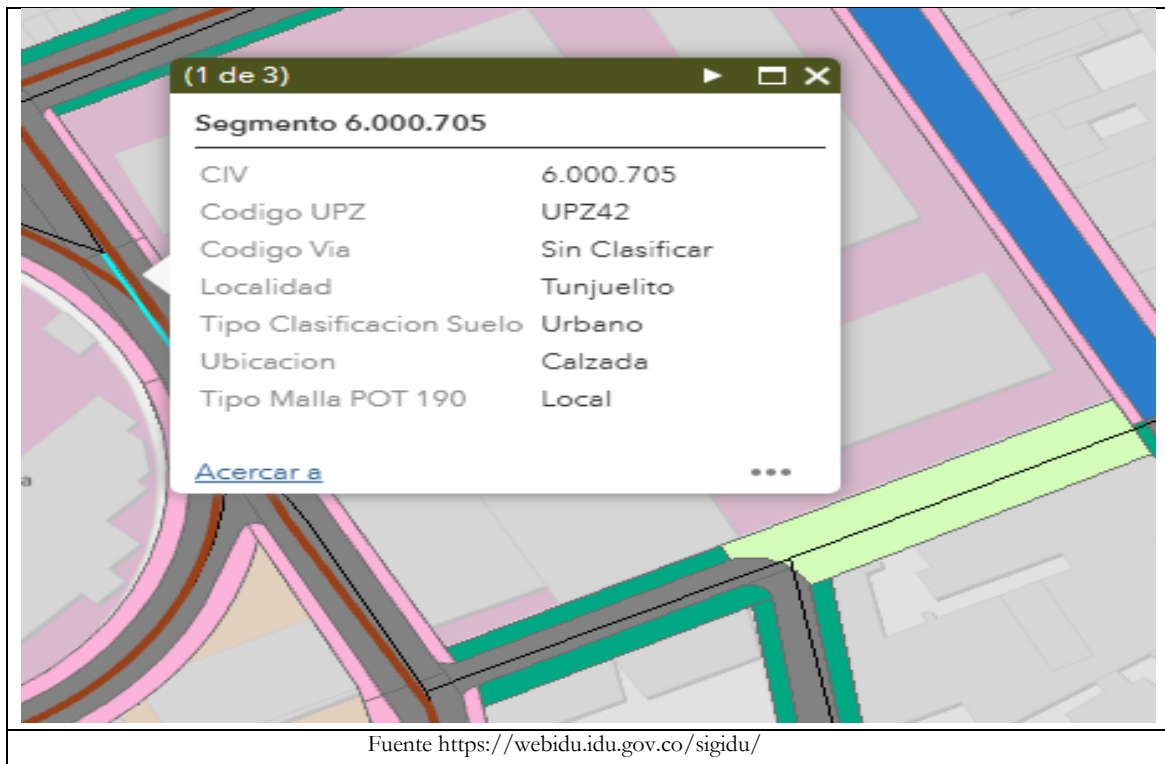 (1 de 3)
Segmento 6.000.705
CIV 6.000.705
Codigo UPZ UPZ42
Codigo Via Sin Clasificar
Localidad Tunjuelito
Tipo Clasificacion Suelo Urbano
Ubicacion Calzada
Tipo Malla POT 190 Local
Acercar a
a
Fuente https://webidu.idu.gov.co/sigidu/